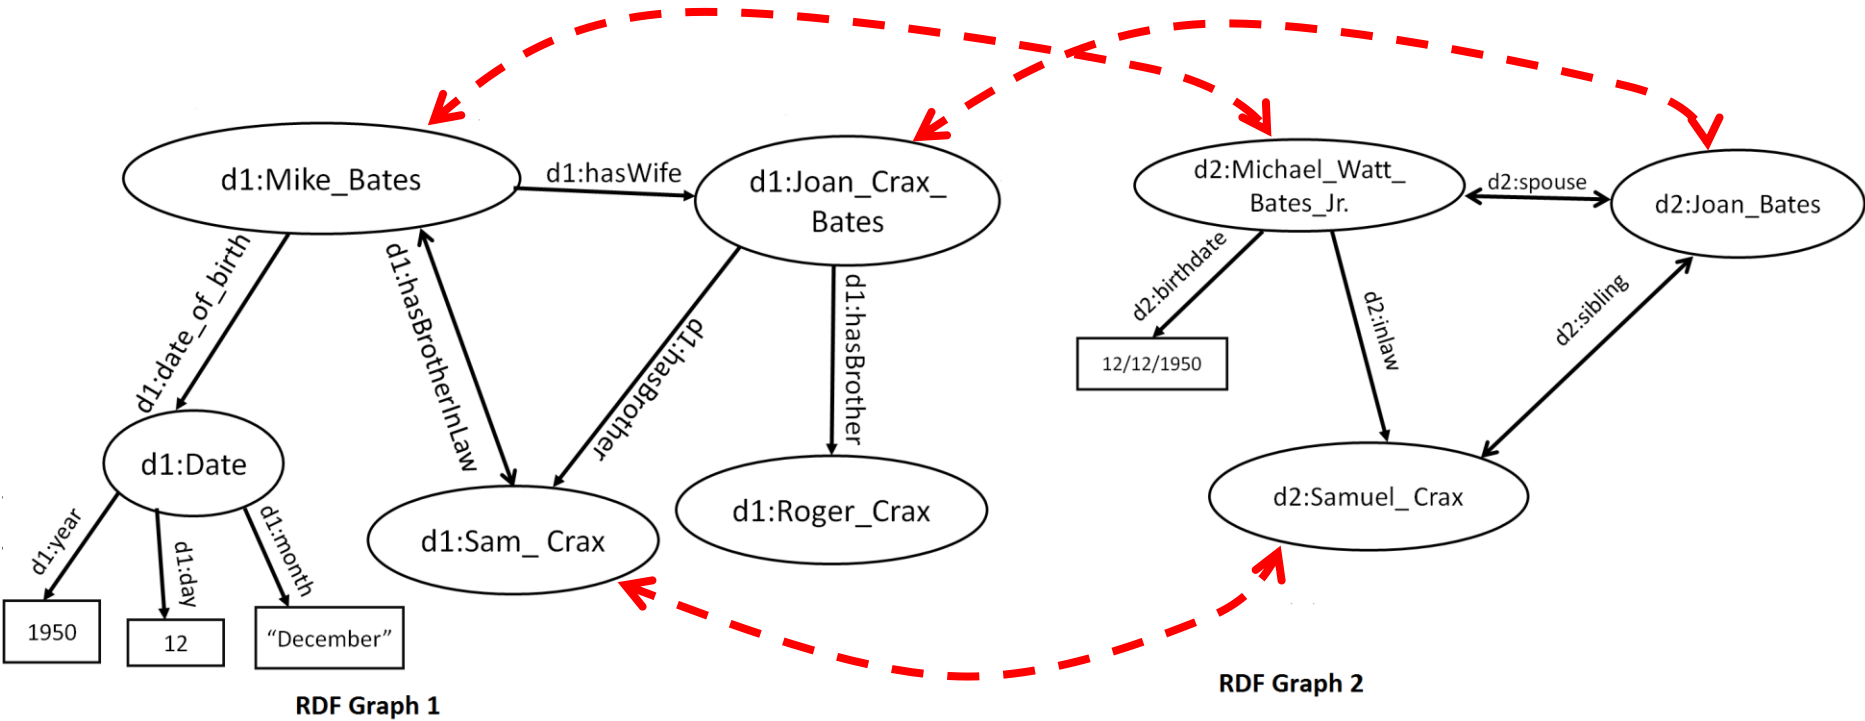 d1:Mike_Bates
d1:hasWife
d1:Joan_Crax_
Bates
d1:date_of_birth
d1:hasBrotherInLaw
d1:hasBrother
d1:hasBrother
d1:Date
d1:Sam_ Crax
d1:Roger_Crax
d1:year
d1:day
d1:month
1950
12
“December”
RDF Graph 1
d2:Michael_Watt_
Bates_Jr.
d2:spouse
d2:Joan_Bates
d2:birthdate
d2:inlaw
d2:sibling
12/12/1950
d2:Samuel_Crax
RDF Graph 2